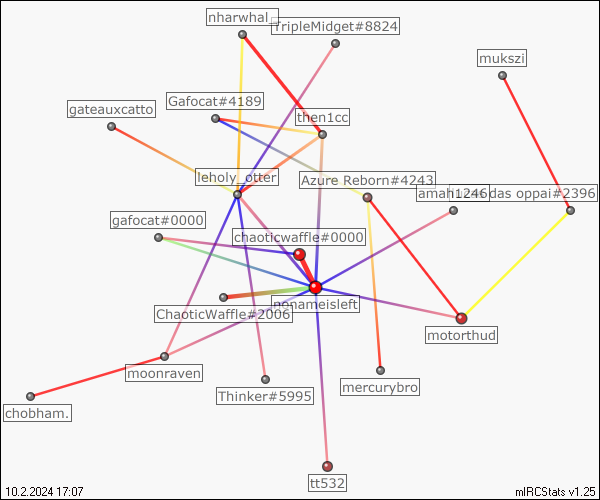 nharwhal_
TripleMidget#8824
mukszi
Gafocat#4189
gateauxcatto
then1cc
leholy_otter
Azure Reborn#4243
amah1246
das oppai#2396
gafocat#0000
chaoticwaffle#0000
nonameisleft
ChaoticWaffle#2006
motorthud
moonraven
mercurybro
Thinker#5995
chobham.
tt532
10.2.2024 17:07
mIRCStats v1.25